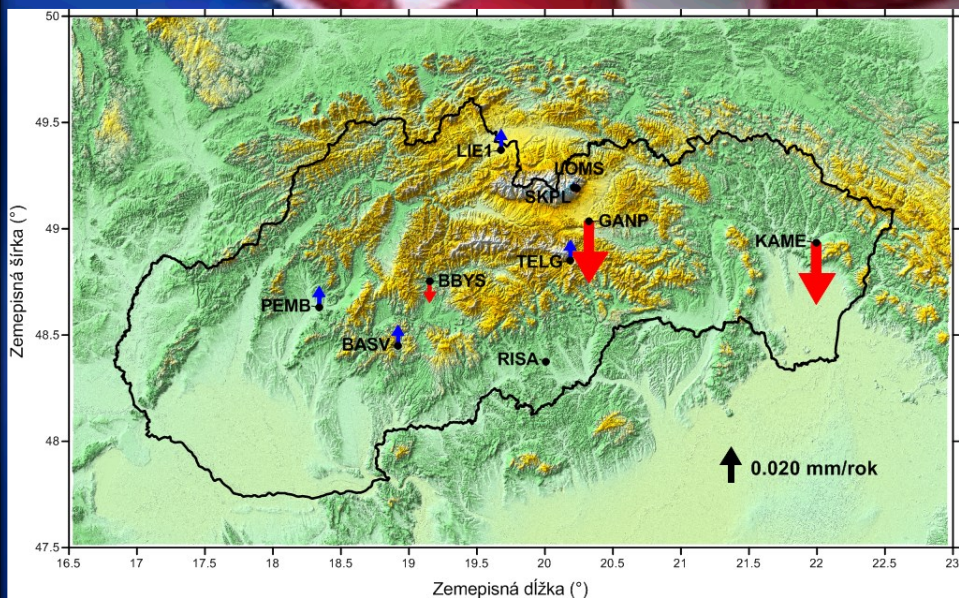 50
49.5
49
48.5
48
47.5
Zemepisná šírka (°)
LIE1
LOMS
SKPL
GANP
KAME
TELG
BBYS
PEMB
BASV
RISA
0.020 mm/rok
16.5 17 17.5 18 18.5 19 19.5 20 20.5 21 21.5 22 22.5 23
Zemepisná dĺžka (°)